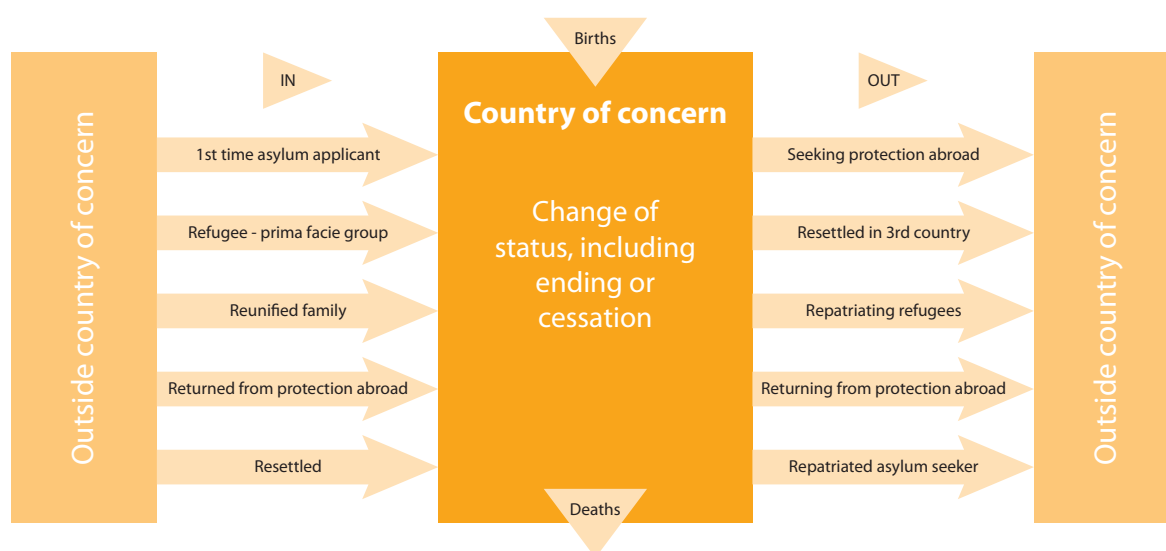 Births
IN
OUT
Outside country of concern
Country of concern
1st time asylum applicant
Refugee - prima facie group
Reunified family
Returned from protection abroad
Resettled
Change of
status, including
ending or
cessation
Seeking protection abroad
Resettled in 3rd country
Repatriating refugees
Returning from protection abroad
Repatriated asylum seeker
Outside country of concern
Deaths